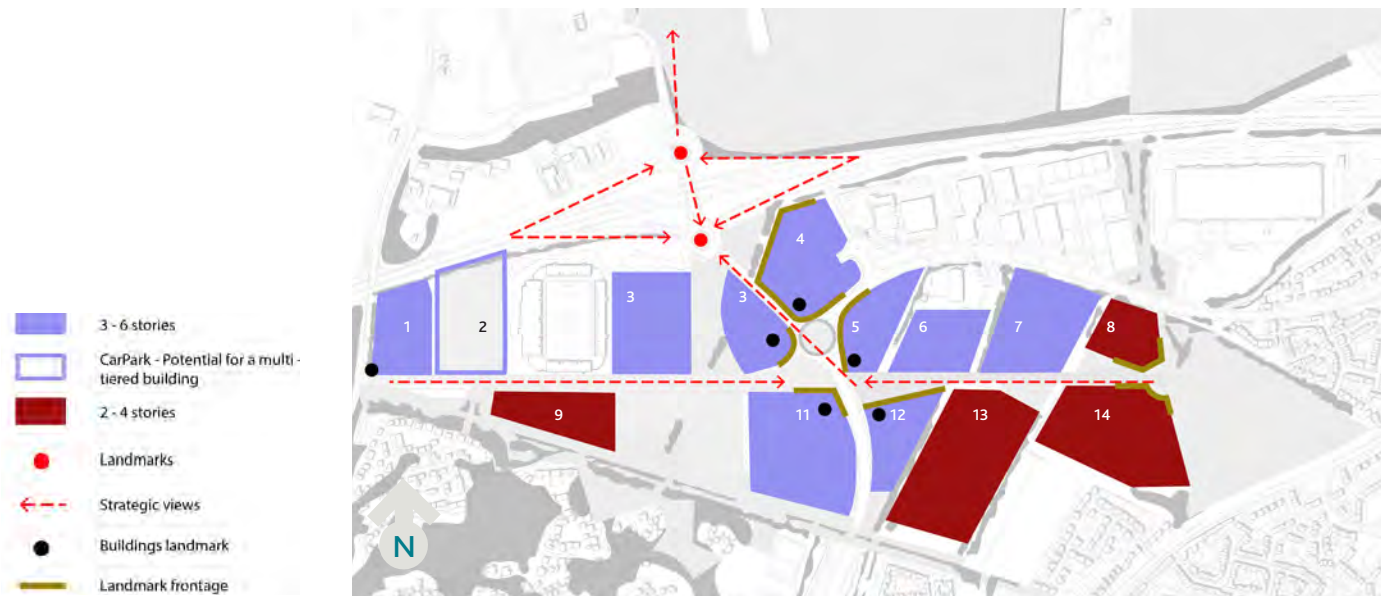 3 - 6 stories
CarPark - Potential for a multi -
tiered building
2 - 4 stories
Landmarks
Strategic views
Buildings landmark
Landmark frontage
4
3
3
1
2
5
6
7
8
9
11
12
13
14
N